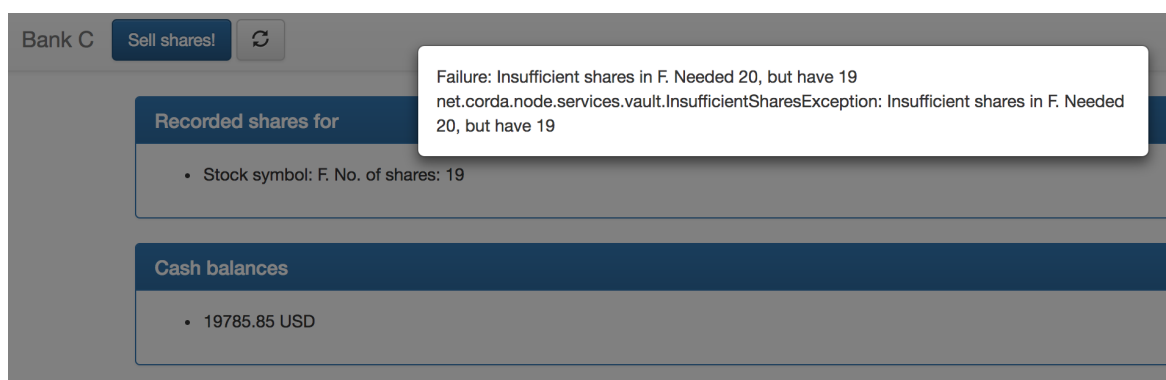 Bank C Sell shares!
Failure: Insufficient shares in F. Needed 20, but have 19
net.corda.node.services.vault.InsufficientSharesException: Insufficient shares in F. Needed
20, but have 19
Recorded shares for
• Stock symbol: F. No. of shares: 19
Cash balances
• 19785.85 USD